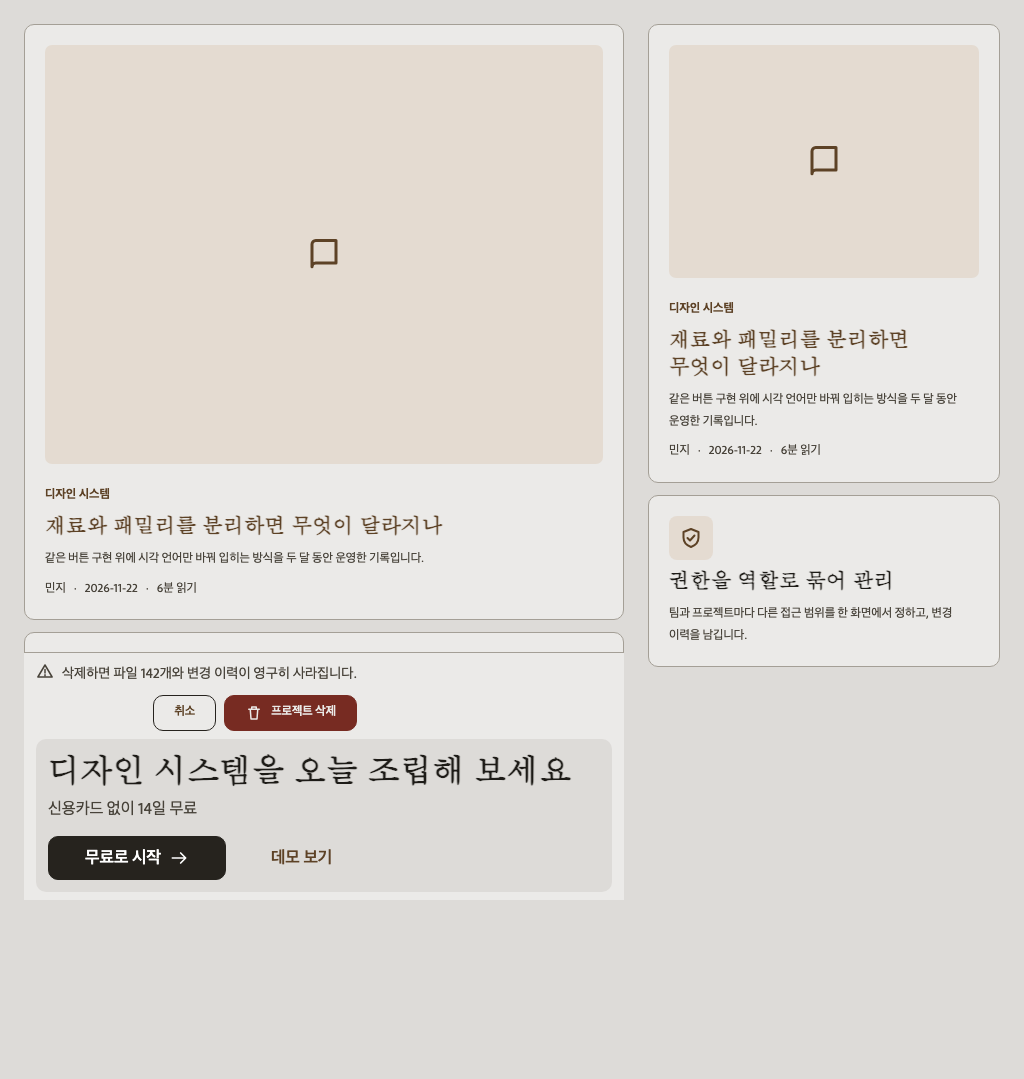 디자인 시스템
재료와 패밀리를 분리하면 무엇이 달라지나
같은 버튼 구현 위에 시각 언어만 바꿔 입히는 방식을 두 달 동안 운영한 기록입니다.
민지 · 2026-11-22 · 6분 읽기
삭제하면 파일 142개와 변경 이력이 영구히 사라집니다.
취소 프로젝트 삭제
디자인 시스템을 오늘 조립해 보세요
신용카드 없이 14일 무료
무료로 시작 데모 보기
디자인 시스템
재료와 패밀리를 분리하면
무엇이 달라지나
같은 버튼 구현 위에 시각 언어만 바꿔 입히는 방식을 두 달 동안
운영한 기록입니다.
민지 · 2026-11-22 · 6분 읽기
권한을 역할로 묶어 관리
팀과 프로젝트마다 다른 접근 범위를 한 화면에서 정하고, 변경
이력을 남깁니다.